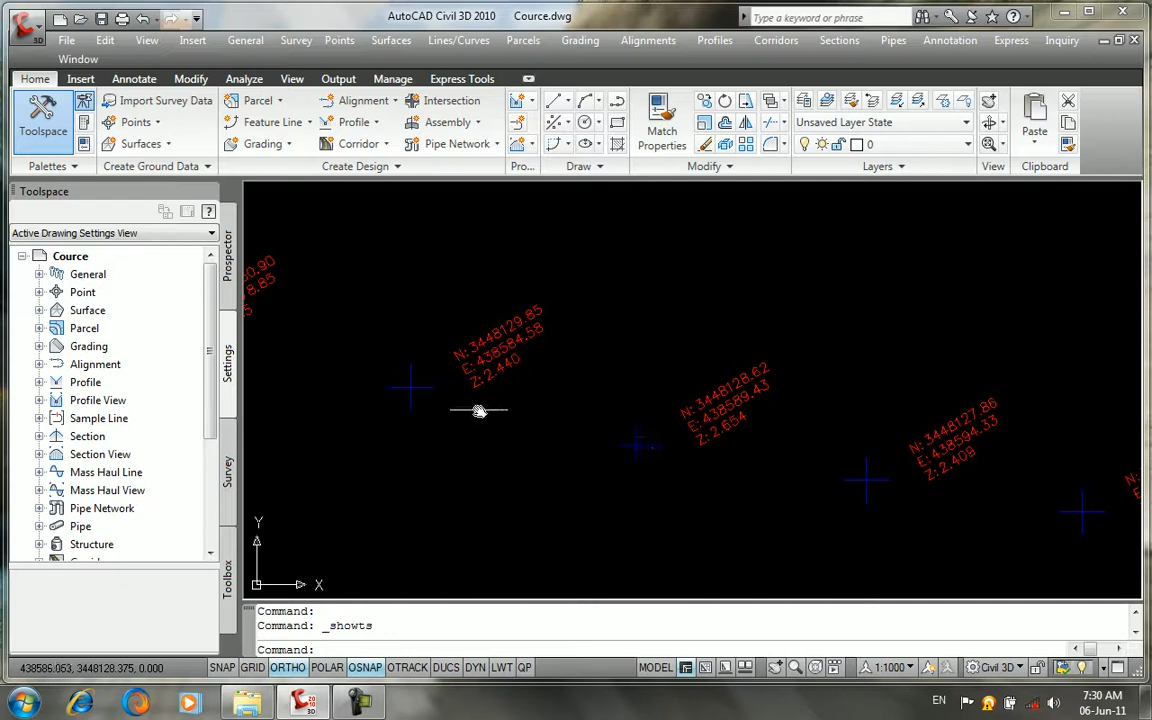 AutoCAD Civil 3D 2010 Cource.dwg
Type a keyword or phrase
3D
File Edit View Insert General Survey Points Surfaces Lines/Curves Parcels Grading Alignments Profiles Corridors Sections Pipes Annotation Express Inquiry
Window
Home Insert Annotate Modify Analyze View Output Manage Express Tools
Toolspace
Import Survey Data
Points
Surfaces
Parcel
Feature Line
Grading
Alignment
Profile
Corridor
Intersection
Assembly
Pipe Network
Match
Properties
Unsaved Layer State
0
Paste
Palettes Create Ground Data Create Design Pro... Draw Modify Layers View Clipboard
Toolspace
Active Drawing Settings View
Cource
General
Point
Surface
Parcel
Grading
Alignment
Profile
Profile View
Sample Line
Section
Section View
Mass Haul Line
Mass Haul View
Pipe Network
Pipe
Structure
Prospector
Settings
Survey
Toolbox
N: 3448129.85
E: 438584.58
Z: 2.440
N: 3448128.62
E: 438589.43
Z: 2.654
N: 3448127.86
E: 438594.33
Z: 2.409
Y
X
Command:
Command: _showts
Command:
438586.063, 3448128.375, 0.000
SNAP GRID ORTHO POLAR OSNAP OTRACK DUCS DYN LWT QP
MODEL
1:1000
Civil 3D
EN
7:30 AM
06-Jun-11